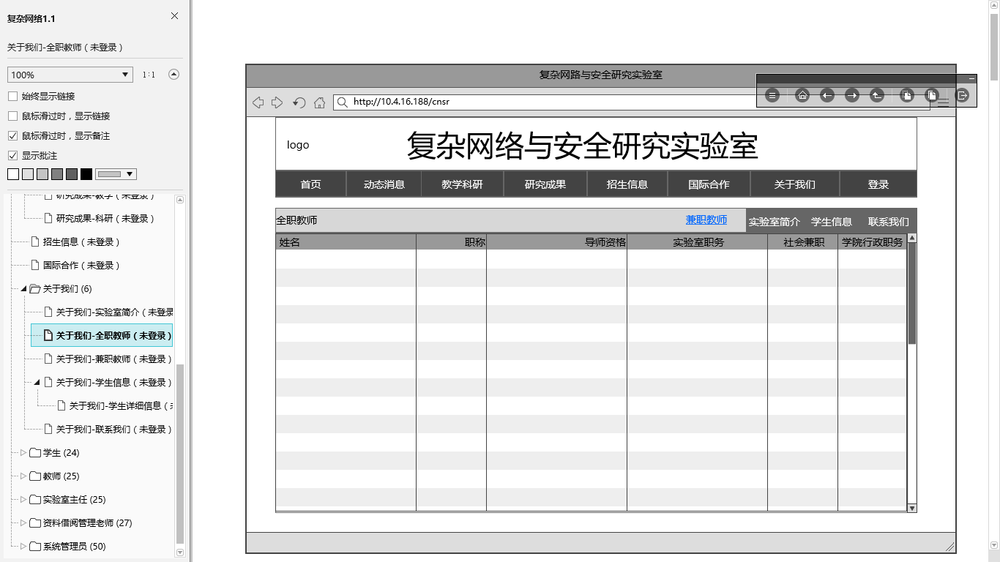 复杂网络1.1
关于我们-全职教师（未登录）
100%
1:1
始终显示链接
鼠标滑过时，显示链接
鼠标滑过时，显示备注
显示批注
研究成果-教学（未登录）
研究成果-科研（未登录）
招生信息（未登录）
国际合作（未登录）
关于我们 (6)
关于我们-实验室简介（未登录
关于我们-全职教师（未登录）
关于我们-兼职教师（未登录）
关于我们-学生信息（未登录）
关于我们-学生详细信息（
关于我们-联系我们（未登录）
学生 (24)
教师 (25)
实验室主任 (25)
资料借阅管理老师 (27)
系统管理员 (50)
复杂网路与安全研究实验室
http://10.4.16.188/cnsr
logo
复杂网络与安全研究实验室
首页 动态消息 教学科研 研究成果 招生信息 国际合作 关于我们 登录
全职教师 兼职教师 实验室简介 学生信息 联系我们
姓名 职称 导师资格 实验室职务 社会兼职 学院行政职务